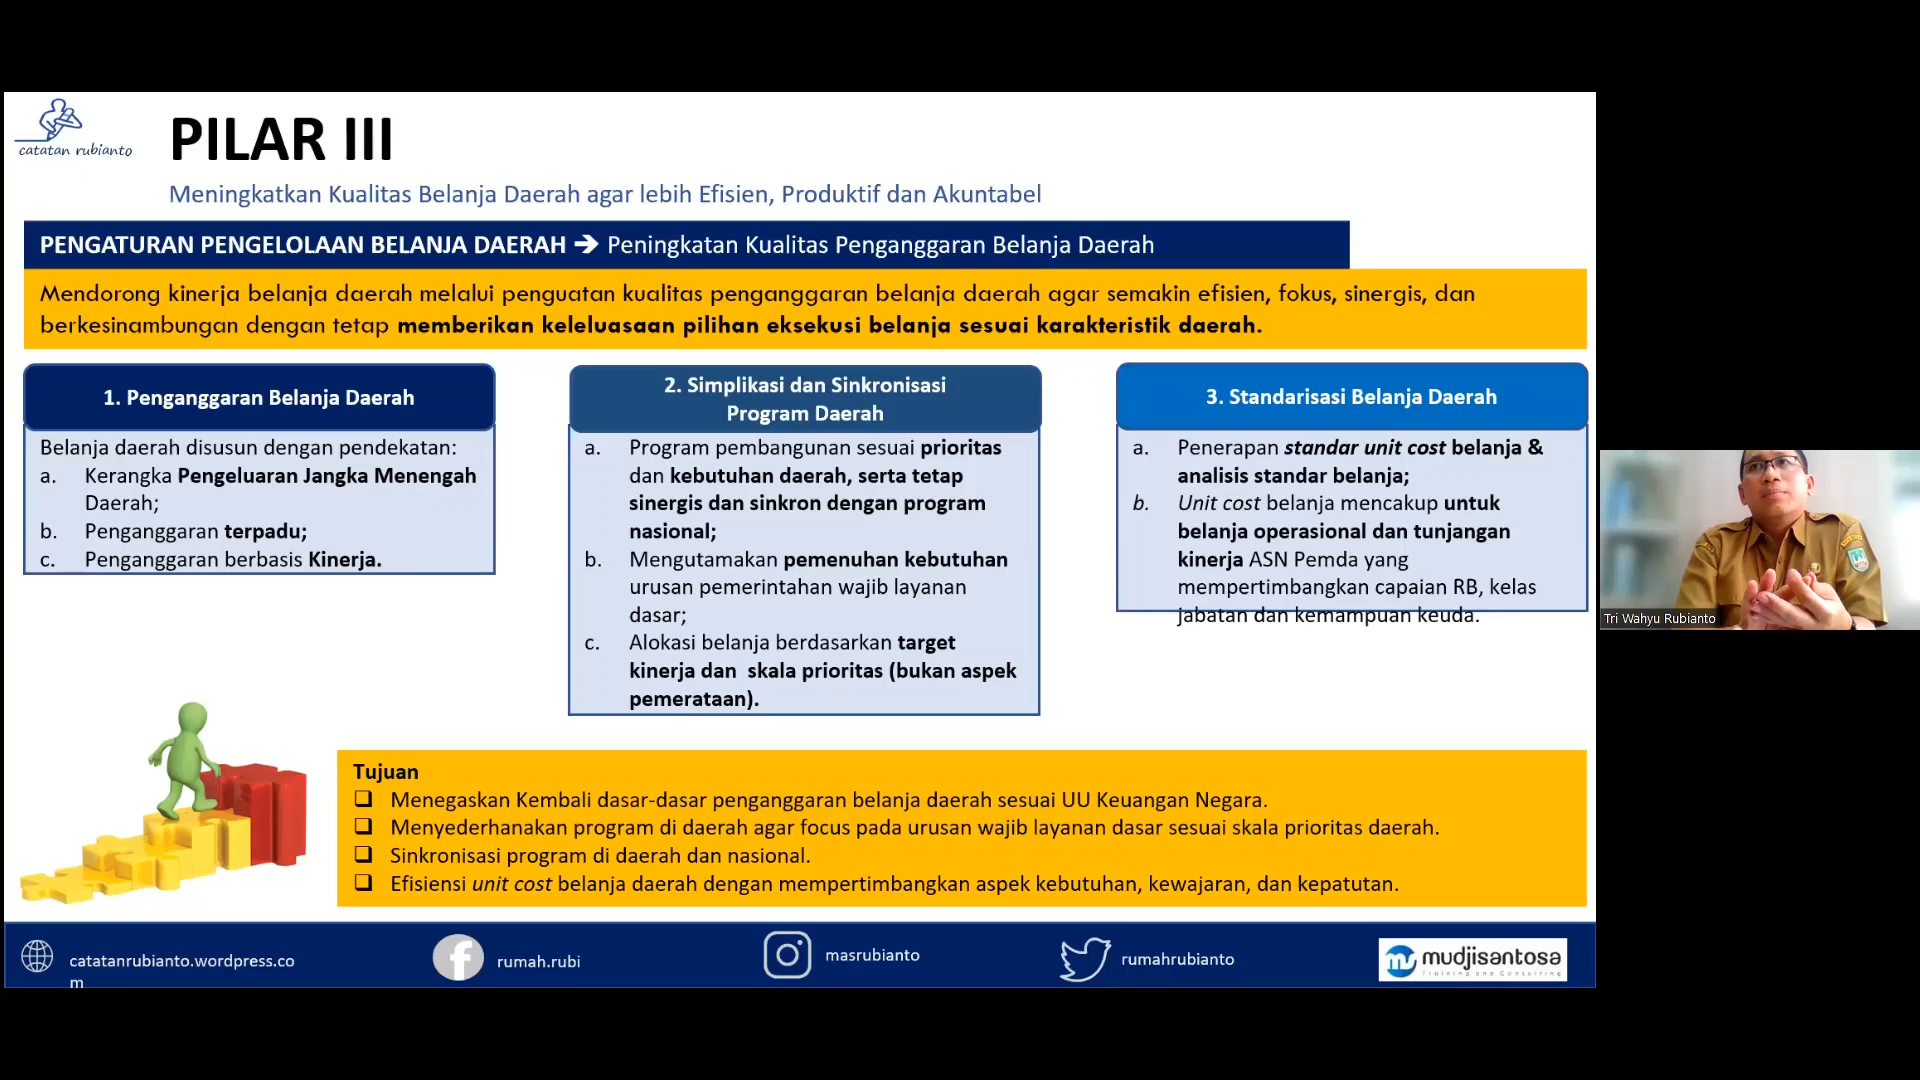 catatan rubianto
PILAR III
Meningkatkan Kualitas Belanja Daerah agar lebih Efisien, Produktif dan Akuntabel
PENGATURAN PENGELOLAAN BELANJA DAERAH ➔ Peningkatan Kualitas Penganggaran Belanja Daerah
Mendorong kinerja belanja daerah melalui penguatan kualitas penganggaran belanja daerah agar semakin efisien, fokus, sinergis, dan
berkesinambungan dengan tetap memberikan keleluasaan pilihan eksekusi belanja sesuai karakteristik daerah.
1. Penganggaran Belanja Daerah
Belanja daerah disusun dengan pendekatan:
a. Kerangka Pengeluaran Jangka Menengah
Daerah;
b. Penganggaran terpadu;
c. Penganggaran berbasis Kinerja.
2. Simplikasi dan Sinkronisasi
Program Daerah
a. Program pembangunan sesuai prioritas
dan kebutuhan daerah, serta tetap
sinergis dan sinkron dengan program
nasional;
b. Mengutamakan pemenuhan kebutuhan
urusan pemerintahan wajib layanan
dasar;
c. Alokasi belanja berdasarkan target
kinerja dan skala prioritas (bukan aspek
pemerataan).
3. Standarisasi Belanja Daerah
a. Penerapan standar unit cost belanja &
analisis standar belanja;
b. Unit cost belanja mencakup untuk
belanja operasional dan tunjangan
kinerja ASN Pemda yang
mempertimbangkan capaian RB, kelas
jabatan dan kemampuan keuda.
Tri Wahyu Rubianto
Tujuan
❑ Menegaskan Kembali dasar-dasar penganggaran belanja daerah sesuai UU Keuangan Negara.
❑ Menyederhanakan program di daerah agar focus pada urusan wajib layanan dasar sesuai skala prioritas daerah.
❑ Sinkronisasi program di daerah dan nasional.
❑ Efisiensi unit cost belanja daerah dengan mempertimbangkan aspek kebutuhan, kewajaran, dan kepatutan.
catatanrubianto.wordpress.co
m
rumah.rubi
masrubianto
rumahrubianto
mudjisantosa
Training and Consulting